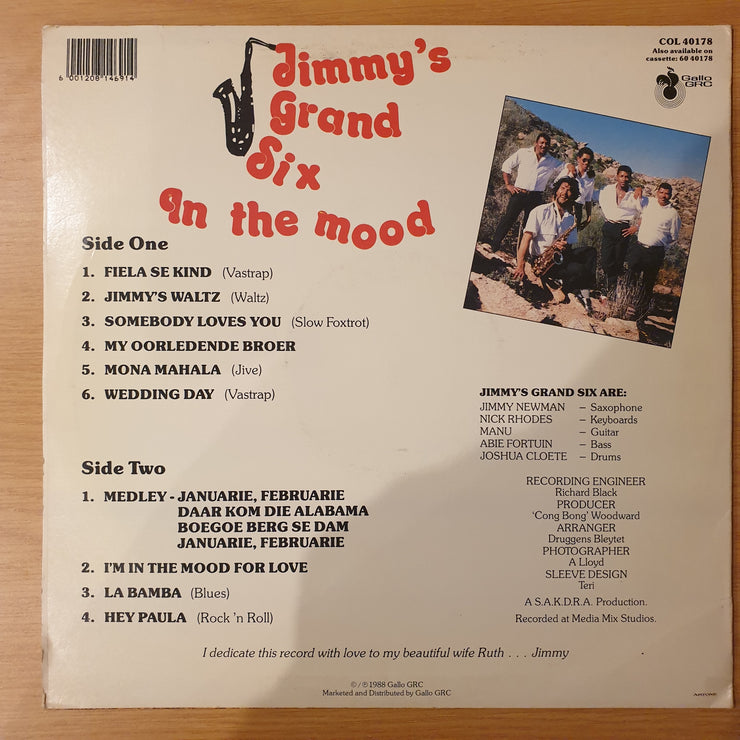 6 001208 146914
Jimmy's
Grand
Six
In the mood
COL 40178
Also available on
cassette: 60 40178
Gallo
GRC
Side One
1. FIELA SE KIND (Vastrap)
2. JIMMY'S WALTZ (Waltz)
3. SOMEBODY LOVES YOU (Slow Foxtrot)
4. MY OORLEDENDE BROER
5. MONA MAHALA (Jive)
6. WEDDING DAY (Vastrap)
Side Two
1. MEDLEY - JANUARIE, FEBRUARIE
DAAR KOM DIE ALABAMA
BOEGOE BERG SE DAM
JANUARIE, FEBRUARIE
2. I'M IN THE MOOD FOR LOVE
3. LA BAMBA (Blues)
4. HEY PAULA (Rock 'n Roll)
JIMMY'S GRAND SIX ARE:
JIMMY NEWMAN – Saxophone
NICK RHODES – Keyboards
MANU – Guitar
ABIE FORTUIN – Bass
JOSHUA CLOETE – Drums
RECORDING ENGINEER
Richard Black
PRODUCER
'Cong Bong' Woodward
ARRANGER
Druggens Bleytet
PHOTOGRAPHER
A Lloyd
SLEEVE DESIGN
Teri
A S.A.K.D.R.A. Production.
Recorded at Media Mix Studios.
I dedicate this record with love to my beautiful wife Ruth . . . Jimmy
©/℗ 1988 Gallo GRC
Marketed and Distributed by Gallo GRC
ARTONE